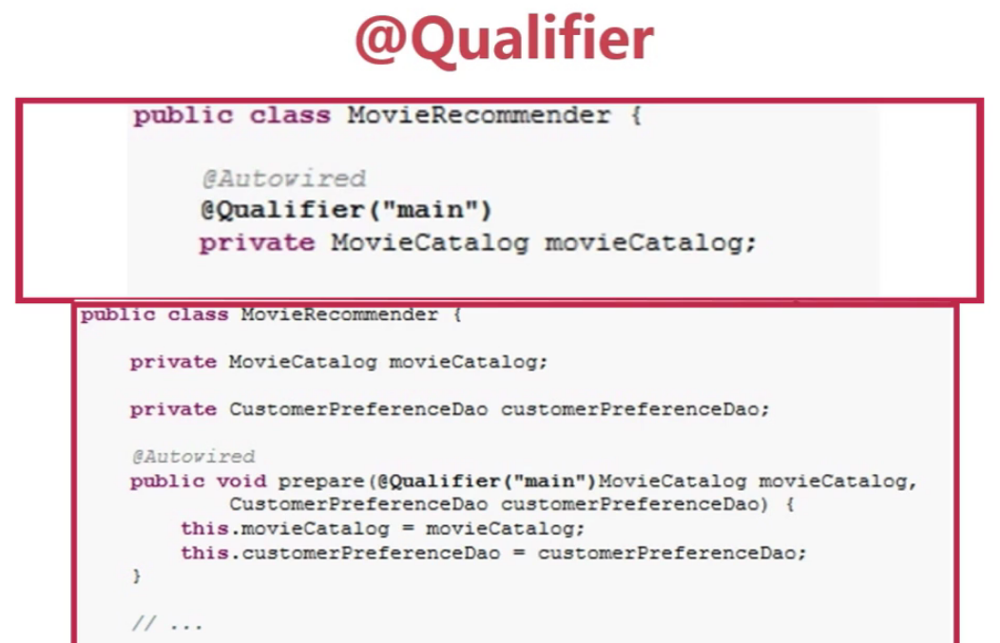 @Qualifier
public class MovieRecommender {
@Autowired
@Qualifier("main")
private MovieCatalog movieCatalog;
public class MovieRecommender {
private MovieCatalog movieCatalog;
private CustomerPreferenceDao customerPreferenceDao;
@Autowired
public void prepare(@Qualifier("main")MovieCatalog movieCatalog,
CustomerPreferenceDao customerPreferenceDao) {
this.movieCatalog = movieCatalog;
this.customerPreferenceDao = customerPreferenceDao;
}
// ...